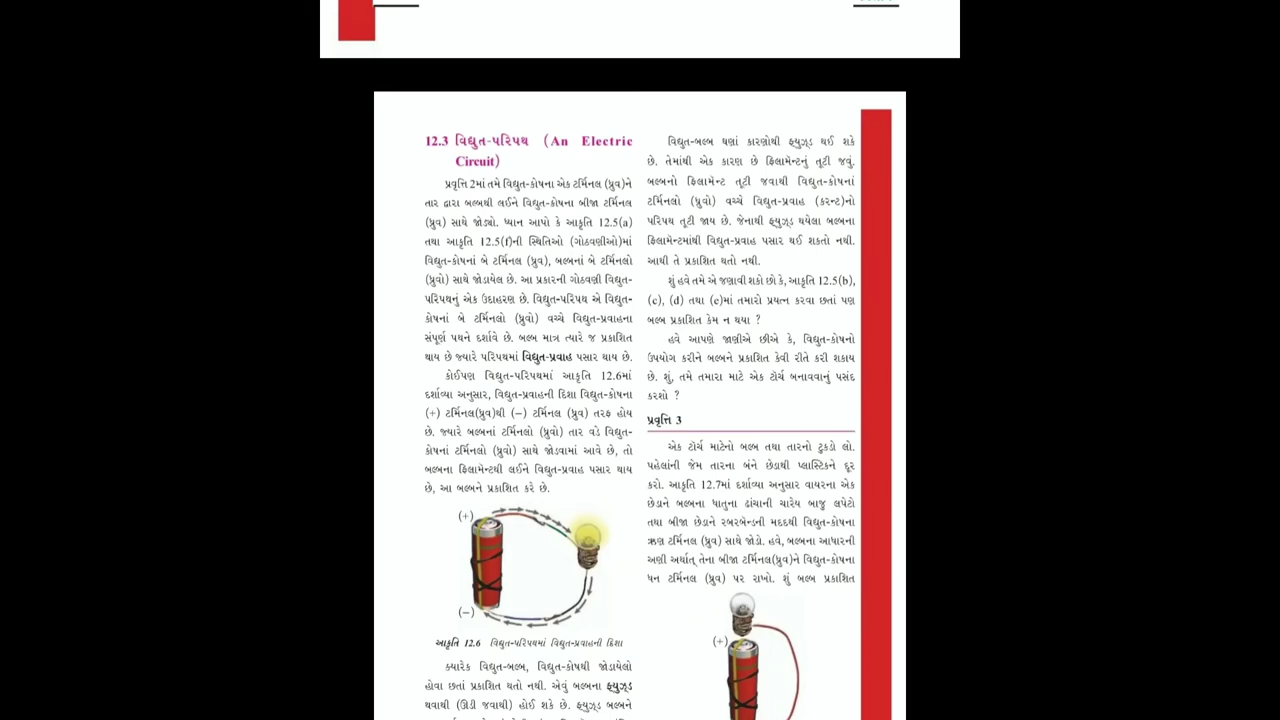 12.3 વિદ્યુત-પરિપથ (An Electric
Circuit)
પ્રવૃત્તિ 2માં તમે વિદ્યુત-કોષના એક ટર્મિનલ (ધ્રુવ)ને
તાર દ્વારા બલ્બથી લઈને વિદ્યુત-કોષના બીજા ટર્મિનલ
(ધ્રુવ) સાથે જોડ્યો. ધ્યાન આપો કે આકૃતિ 12.5(a)
તથા આકૃતિ 12.5(f)ની સ્થિતિઓ (ગોઠવણીઓ)માં
વિદ્યુત-કોષનાં બે ટર્મિનલ (ધ્રુવ), બલ્બનાં બે ટર્મિનલો
(ધ્રુવો) સાથે જોડાયેલ છે. આ પ્રકારની ગોઠવણી વિદ્યુત-
પરિપથનું એક ઉદાહરણ છે. વિદ્યુત-પરિપથ એ વિદ્યુત-
કોષનાં બે ટર્મિનલો (ધ્રુવો) વચ્ચે વિદ્યુત-પ્રવાહના
સંપૂર્ણ પથને દર્શાવે છે. બલ્બ માત્ર ત્યારે જ પ્રકાશિત
થાય છે જ્યારે પરિપથમાં વિદ્યુત-પ્રવાહ પસાર થાય છે.
કોઈપણ વિદ્યુત-પરિપથમાં આકૃતિ 12.6માં
દર્શાવ્યા અનુસાર, વિદ્યુત-પ્રવાહની દિશા વિદ્યુત-કોષના
(+) ટર્મિનલ(ધ્રુવ)થી (–) ટર્મિનલ (ધ્રુવ) તરફ હોય
છે. જ્યારે બલ્બનાં ટર્મિનલો (ધ્રુવો) તાર વડે વિદ્યુત-
કોષનાં ટર્મિનલો (ધ્રુવો) સાથે જોડવામાં આવે છે, તો
બલ્બના ફિલામેન્ટથી લઈને વિદ્યુત-પ્રવાહ પસાર થાય
છે, આ બલ્બને પ્રકાશિત કરે છે.
(+)
(–)
આકૃતિ 12.6 વિદ્યુત-પરિપથમાં વિદ્યુત-પ્રવાહની દિશા
ક્યારેક વિદ્યુત-બલ્બ, વિદ્યુત-કોષથી જોડાયેલો
હોવા છતાં પ્રકાશિત થતો નથી. એવું બલ્બના ફ્યુઝ્ડ
થવાથી (ઊડી જવાથી) હોઈ શકે છે. ફ્યુઝ્ડ બલ્બને
વિદ્યુત-બલ્બ ઘણાં કારણોથી ફ્યુઝ્ડ થઈ શકે
છે. તેમાંથી એક કારણ છે ફિલામેન્ટનું તૂટી જવું.
બલ્બનો ફિલામેન્ટ તૂટી જવાથી વિદ્યુત-કોષનાં
ટર્મિનલો (ધ્રુવો) વચ્ચે વિદ્યુત-પ્રવાહ (કરન્ટ)નો
પરિપથ તૂટી જાય છે. જેનાથી ફ્યુઝ્ડ થયેલા બલ્બના
ફિલામેન્ટમાંથી વિદ્યુત-પ્રવાહ પસાર થઈ શકતો નથી.
આથી તે પ્રકાશિત થતો નથી.
શું હવે તમે એ જણાવી શકો છો કે, આકૃતિ 12.5(b),
(c), (d) તથા (e)માં તમારો પ્રયત્ન કરવા છતાં પણ
બલ્બ પ્રકાશિત કેમ ન થયા ?
હવે આપણે જાણીએ છીએ કે, વિદ્યુત-કોષનો
ઉપયોગ કરીને બલ્બને પ્રકાશિત કેવી રીતે કરી શકાય
છે. શું, તમે તમારા માટે એક ટૉર્ચ બનાવવાનું પસંદ
કરશો ?
પ્રવૃત્તિ 3
એક ટોર્ચ માટેનો બલ્બ તથા તારનો ટુકડો લો.
પહેલાંની જેમ તારના બંને છેડાથી પ્લાસ્ટિકને દૂર
કરો. આકૃતિ 12.7માં દર્શાવ્યા અનુસાર વાયરના એક
છેડાને બલ્બના ધાતુના ઢાંચાની ચારેય બાજુ લપેટો
તથા બીજા છેડાને રબરબેન્ડની મદદથી વિદ્યુત-કોષના
ઋણ ટર્મિનલ (ધ્રુવ) સાથે જોડો. હવે, બલ્બના આધારની
અણી અર્થાત્ તેના બીજા ટર્મિનલ(ધ્રુવ)ને વિદ્યુત-કોષના
ધન ટર્મિનલ (ધ્રુવ) પર રાખો. શું બલ્બ પ્રકાશિત
(+)